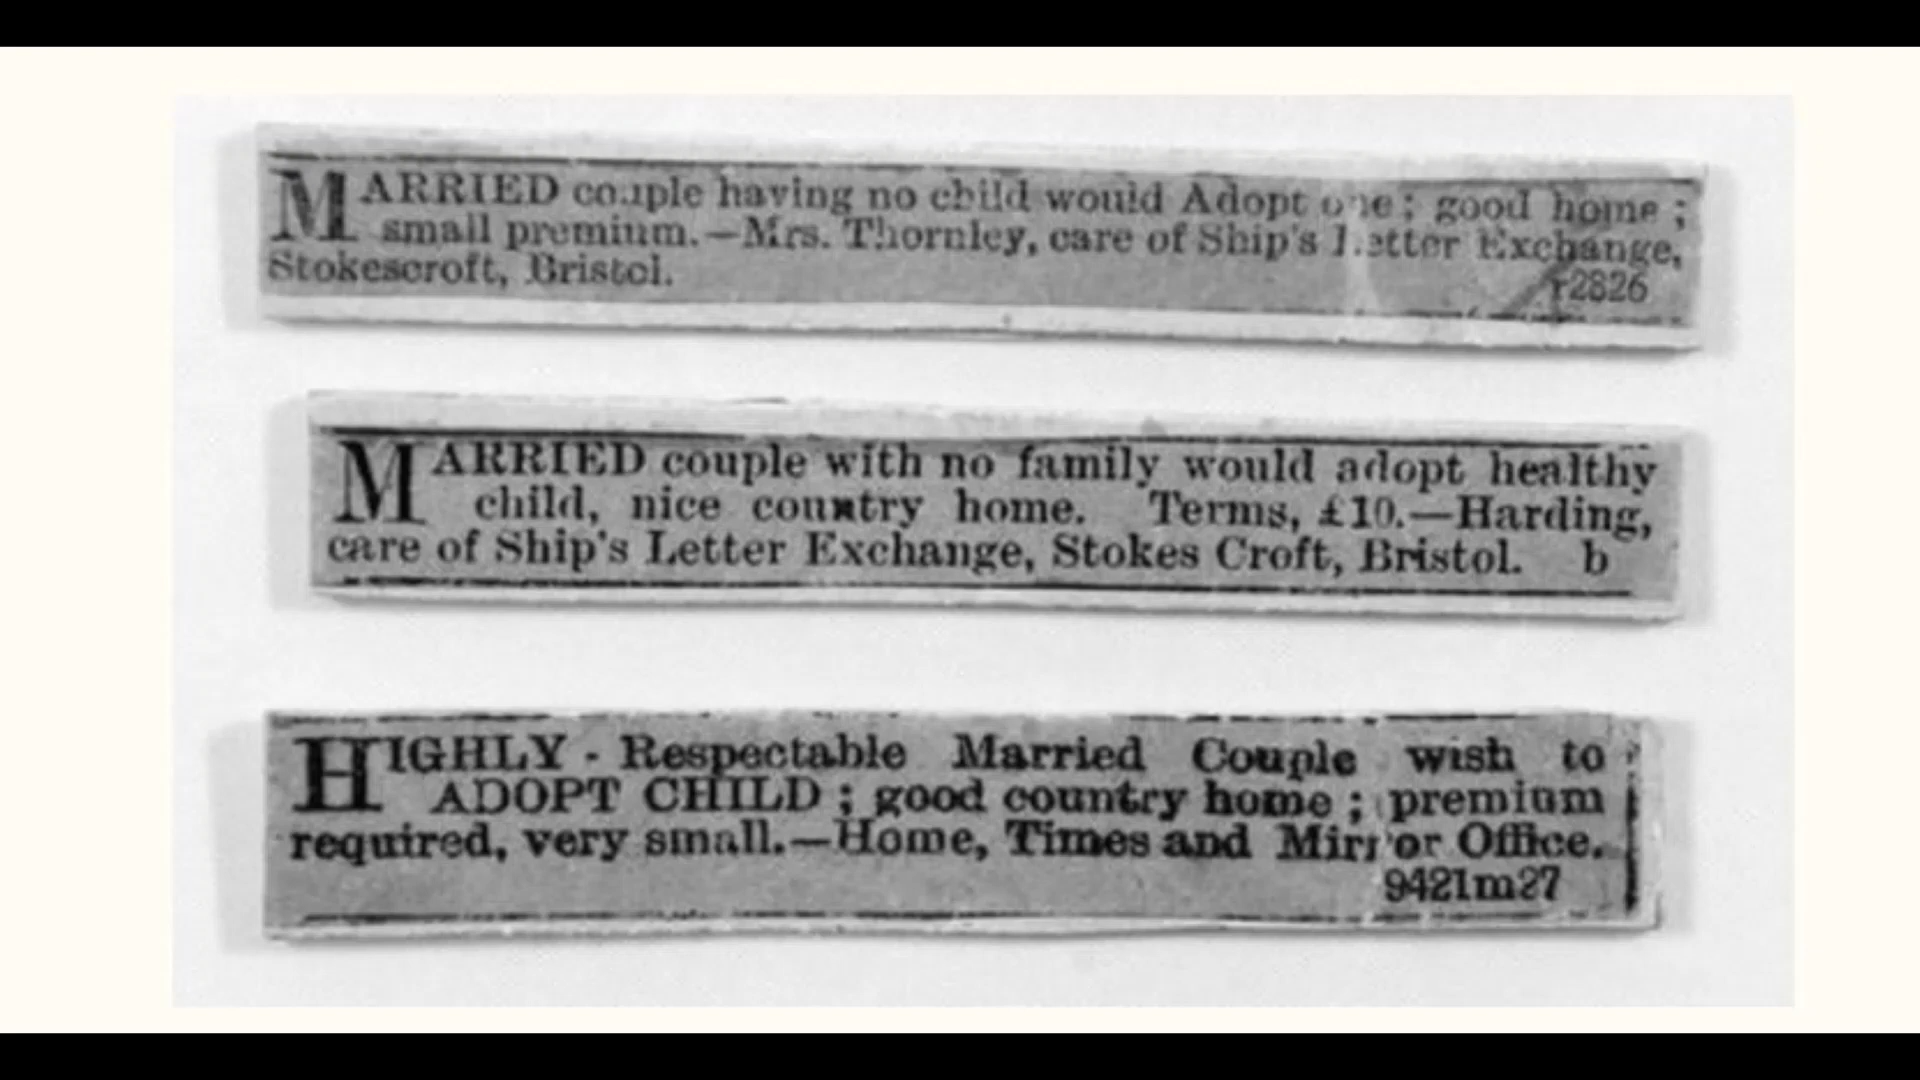 MARRIED couple having no child would Adopt one; good home;
small premium.—Mrs. Thornley, care of Ship's Letter Exchange,
Stokescroft, Bristol.
r2826
MARRIED couple with no family would adopt healthy
child, nice country home. Terms, £10.—Harding,
care of Ship's Letter Exchange, Stokes Croft, Bristol. b
HIGHLY - Respectable Married Couple wish to
ADOPT CHILD; good country home; premium
required, very small.—Home, Times and Mirror Office.
9421m27